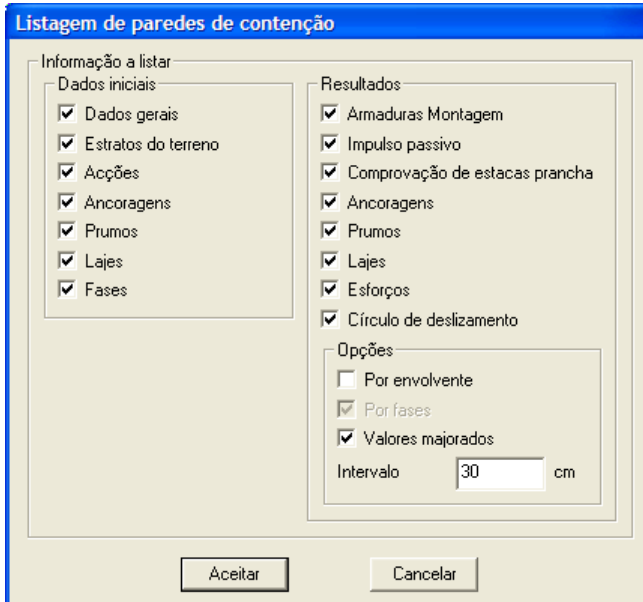 Listagem de paredes de contenção
Informação a listar
Dados iniciais
Dados gerais
Estratos do terreno
Acções
Ancoragens
Prumos
Lajes
Fases
Resultados
Armaduras Montagem
Impulso passivo
Comprovação de estacas prancha
Ancoragens
Prumos
Lajes
Esforços
Círculo de deslizamento
Opções
Por envolvente
Por fases
Valores majorados
Intervalo 30 cm
Aceitar Cancelar